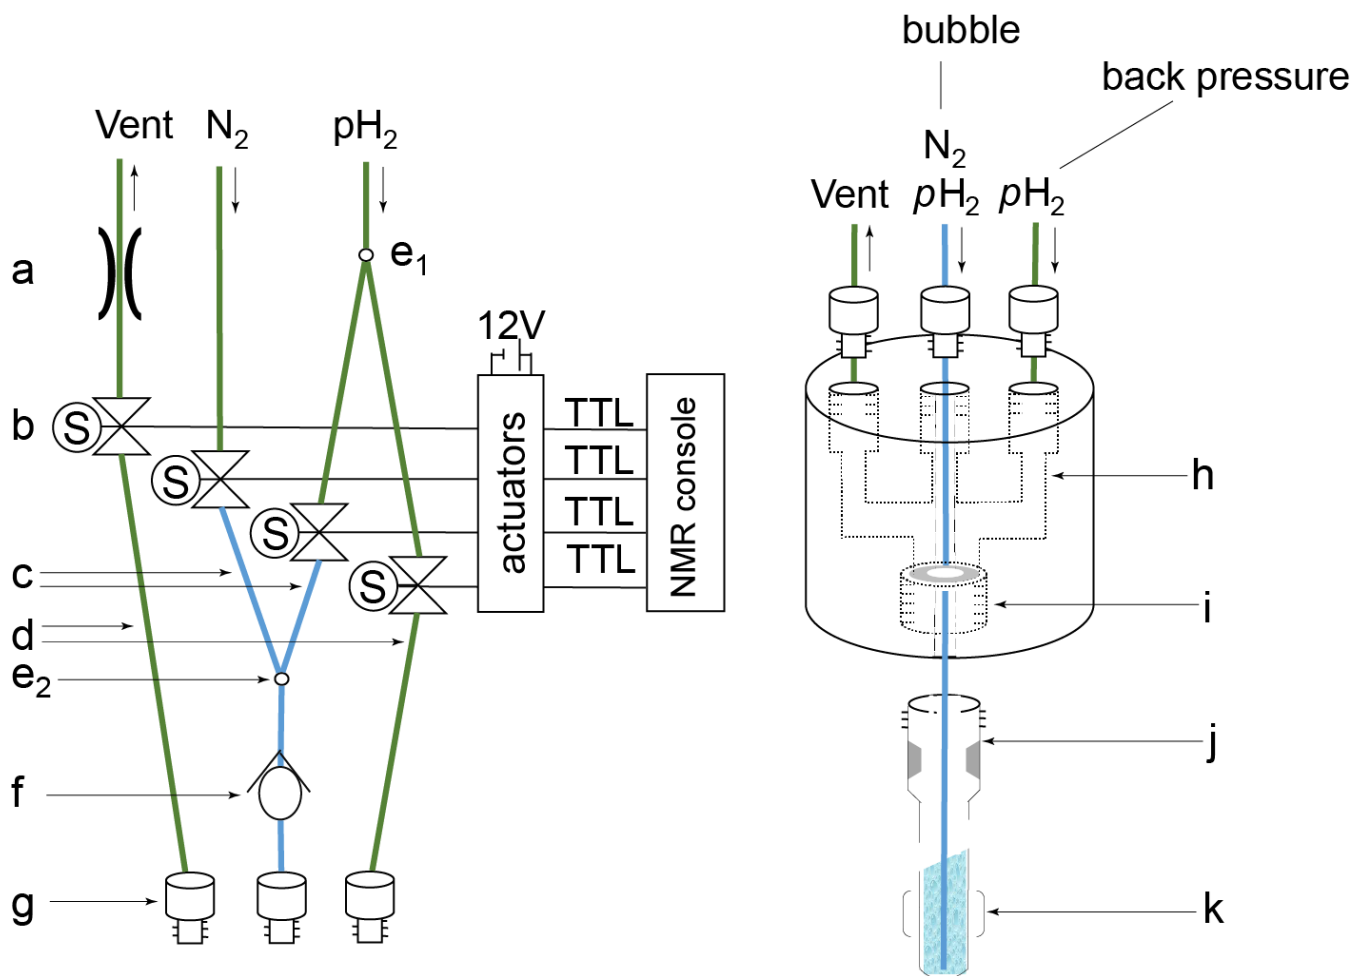 bubble
back pressure
Vent N₂ pH₂
N₂
Vent pH₂ pH₂
a
e₁
12V
b
S
S
S
S
actuators
TTL
TTL
TTL
TTL
NMR console
c
d
e₂
f
g
h
i
j
k